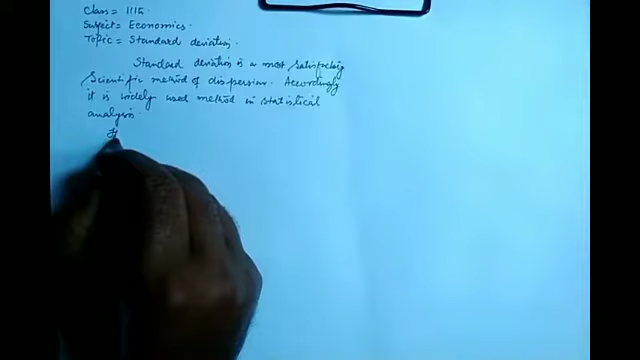 Class = 11th
Subject = Economics.
Topic = Standard deviation.
Standard deviation is a most satisfactory
Scientific method of dispersion. Accordingly
it is widely used method in statistical
analysis.